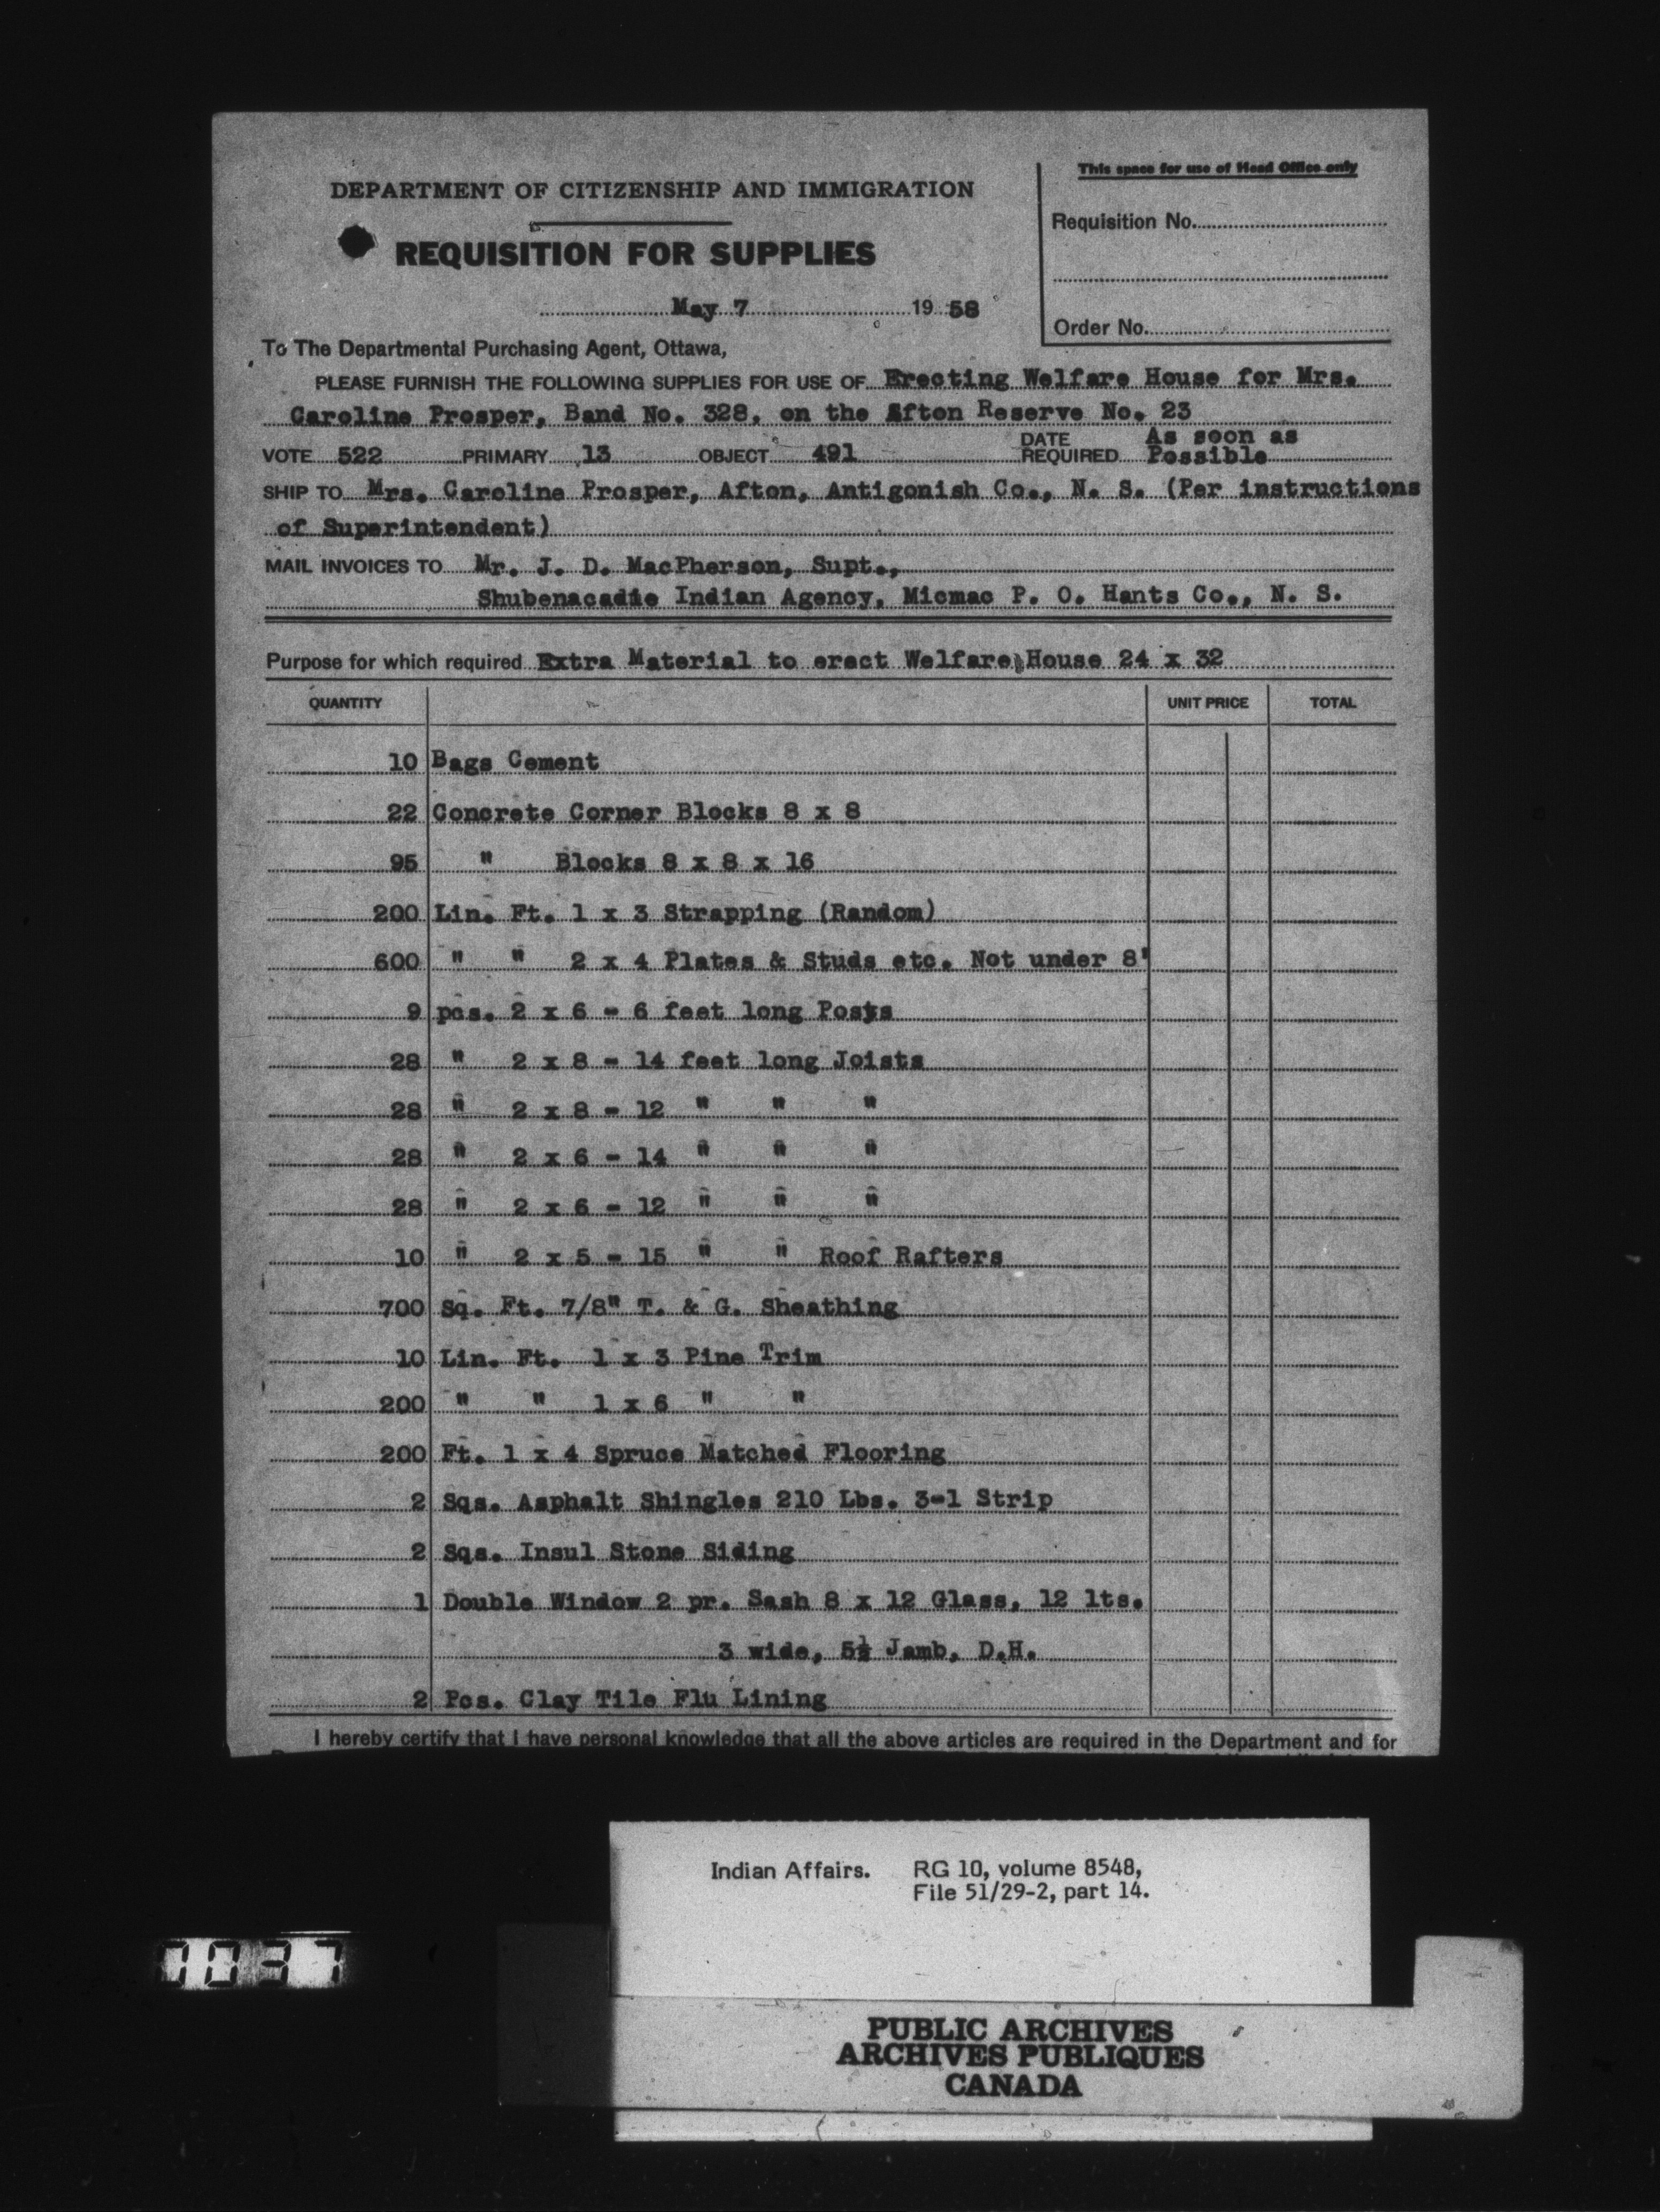 This space for use of Head Office only
DEPARTMENT OF CITIZENSHIP AND IMMIGRATION
Requisition No.
REQUISITION FOR SUPPLIES
May 7 19 58
Order No.
To The Departmental Purchasing Agent, Ottawa,
PLEASE FURNISH THE FOLLOWING SUPPLIES FOR USE OF Erecting Welfare House for Mrs.
Caroline Prosper, Band No. 328, on the Afton Reserve No. 23
VOTE 522 PRIMARY 13 OBJECT 491 DATE REQUIRED As soon as Possible
SHIP TO Mrs. Caroline Prosper, Afton, Antigonish Co., N. S. (Per instructions
of Superintendent)
MAIL INVOICES TO Mr. J. D. MacPherson, Supt.,
Shubenacadie Indian Agency, Micmac P. O. Hants Co., N. S.
Purpose for which required Extra Material to erect Welfare House 24 x 32
QUANTITY UNIT PRICE TOTAL
10 Bags Cement
22 Concrete Corner Blocks 8 x 8
95 " Blocks 8 x 8 x 16
200 Lin. Ft. 1 x 3 Strapping (Random)
600 " " 2 x 4 Plates & Studs etc. Not under 8'
9 pcs. 2 x 6 - 6 feet long Posts
28 " 2 x 8 - 14 feet long Joists
28 " 2 x 8 - 12 " " "
28 " 2 x 6 - 14 " " "
28 " 2 x 6 - 12 " " "
10 " 2 x 5 - 15 " " Roof Rafters
700 Sq. Ft. 7/8" T. & G. Sheathing
10 Lin. Ft. 1 x 3 Pine Trim
200 " " 1 x 6 " "
200 Ft. 1 x 4 Spruce Matched Flooring
2 Sqs. Asphalt Shingles 210 Lbs. 3-1 Strip
2 Sqs. Insul Stone Siding
1 Double Window 2 pr. Sash 8 x 12 Glass, 12 lts.
3 wide, 5½ Jamb, D.H.
2 Pcs. Clay Tile Flu Lining
I hereby certify that I have personal knowledge that all the above articles are required in the Department and for
Indian Affairs. RG 10, volume 8548,
File 51/29-2, part 14.
0037
PUBLIC ARCHIVES
ARCHIVES PUBLIQUES
CANADA